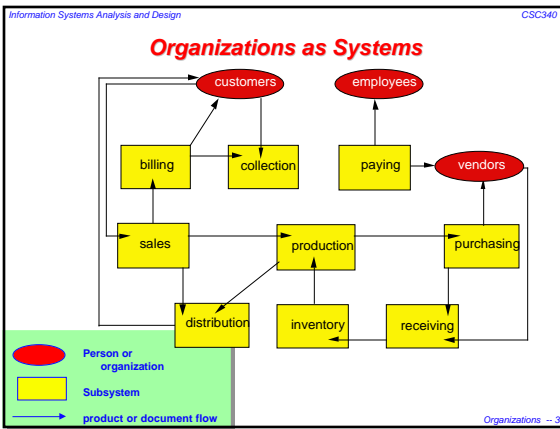 Information Systems Analysis and Design CSC340
Organizations as Systems
customers employees
billing collection paying vendors
sales production purchasing
distribution inventory receiving
Person or
organization
Subsystem
product or document flow
Organizations -- 3